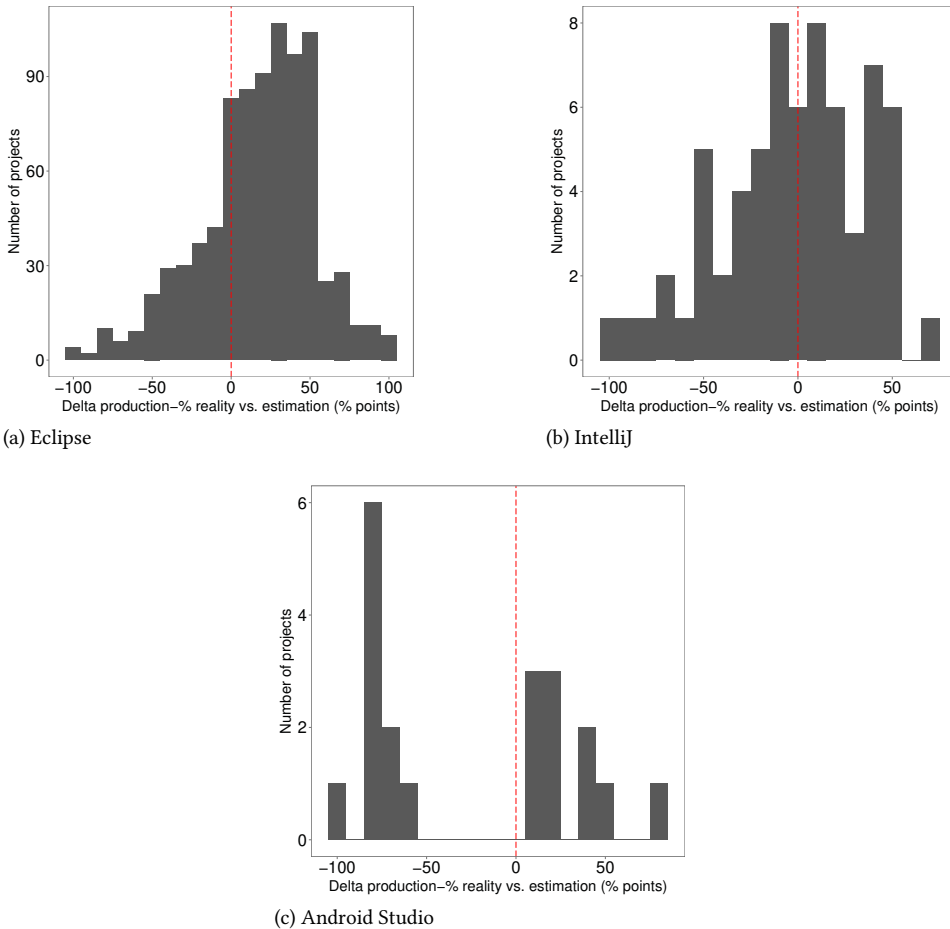 90
60
30
0
Number of projects
−100 −50 0 50 100
Delta production−% reality vs. estimation (% points)
(a) Eclipse
8
6
4
2
0
Number of projects
−100 −50 0 50
Delta production−% reality vs. estimation (% points)
(b) IntelliJ
6
4
2
0
Number of projects
−100 −50 0 50
Delta production−% reality vs. estimation (% points)
(c) Android Studio